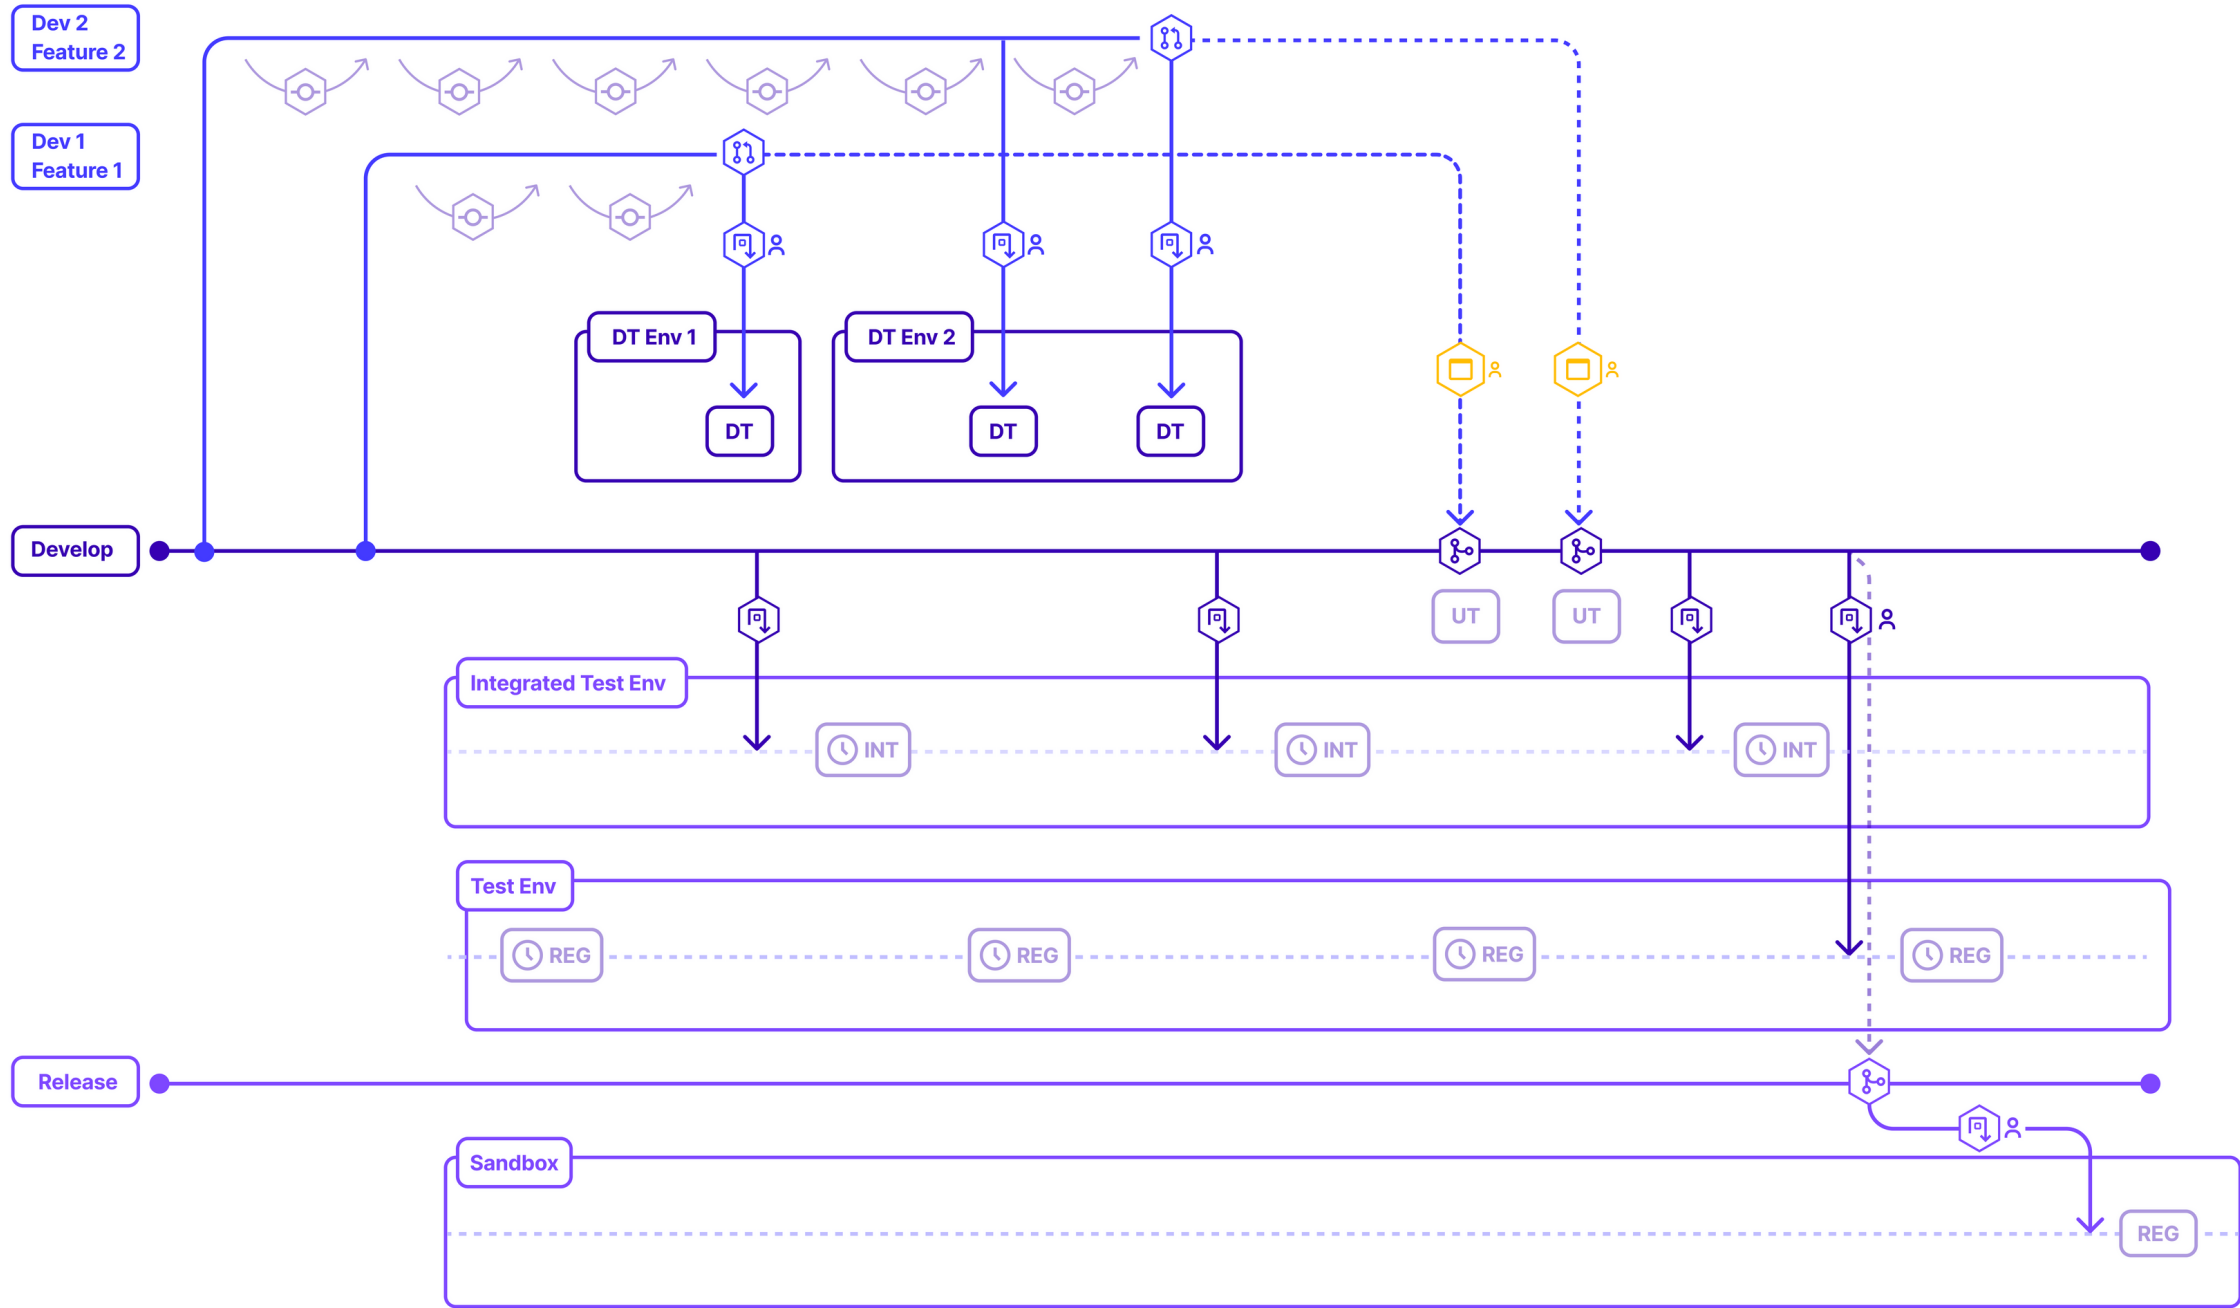 Dev 2
Feature 2
Dev 1
Feature 1
DT Env 1
DT Env 2
DT
DT
DT
Develop
UT
UT
Integrated Test Env
INT
INT
INT
Test Env
REG
REG
REG
REG
Release
Sandbox
REG